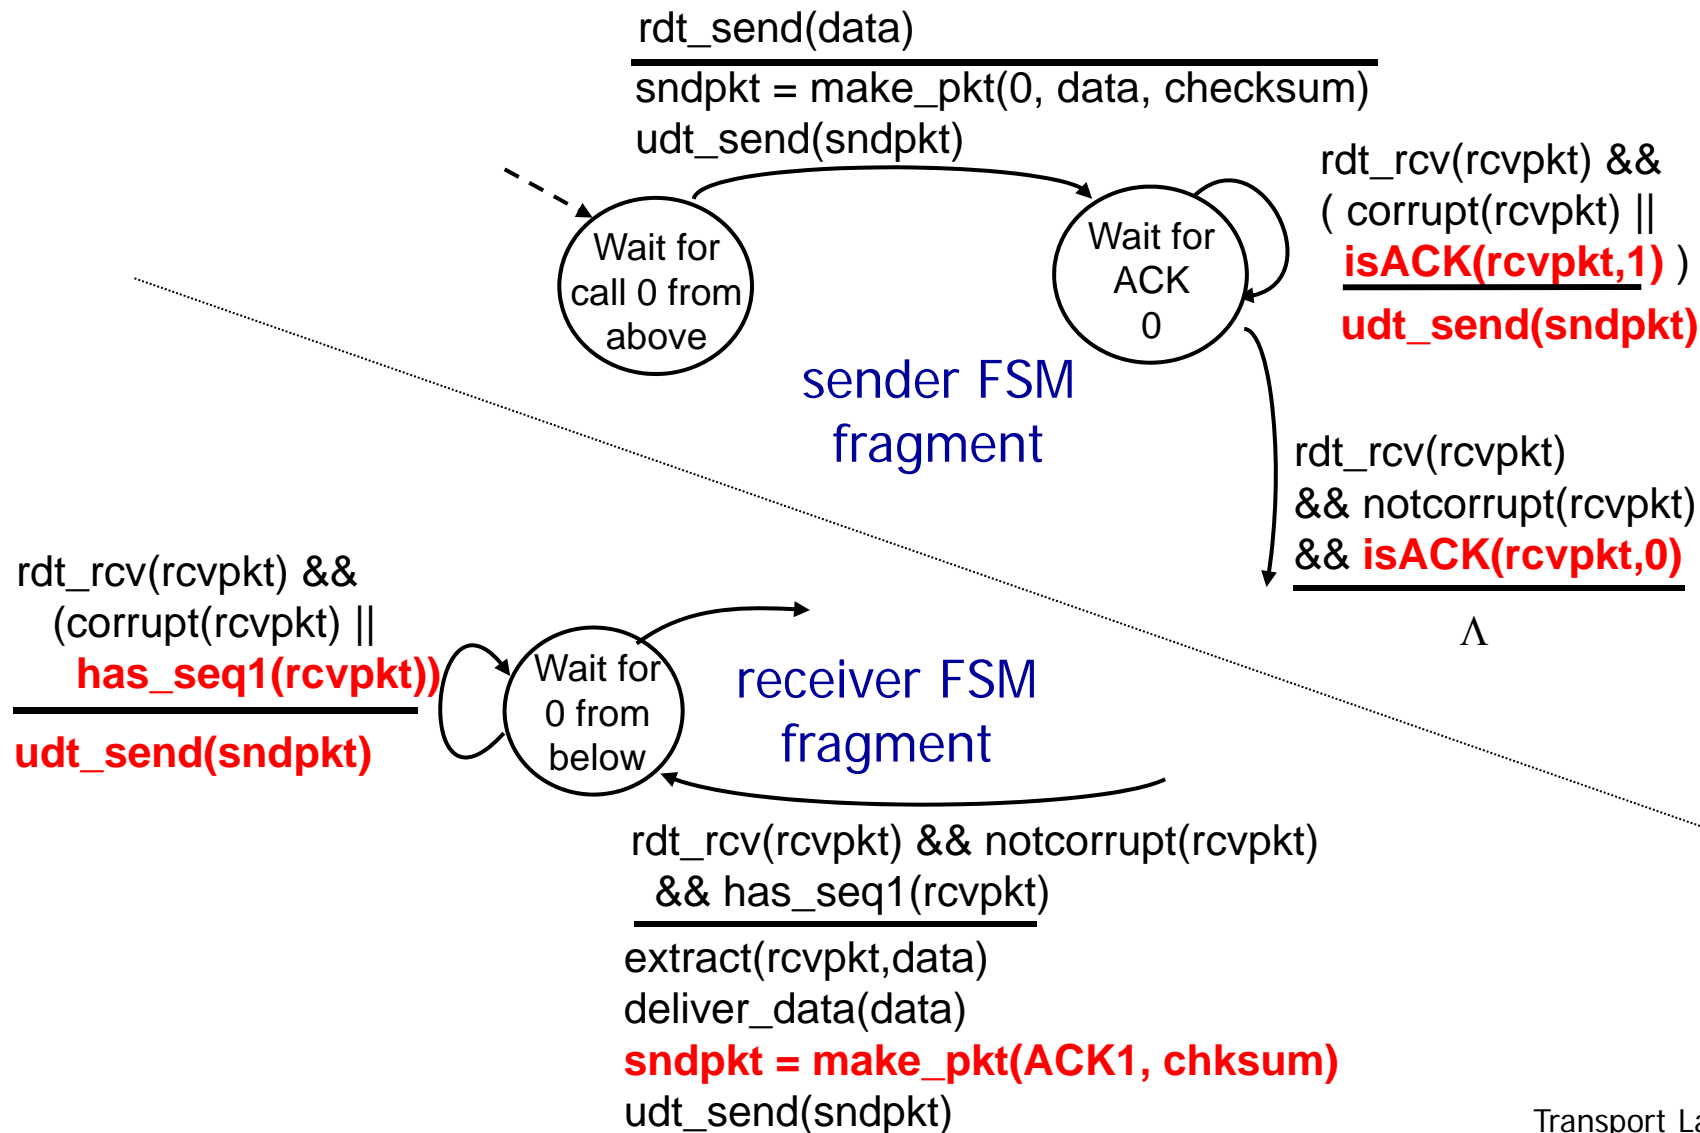 rdt_send(data)
sndpkt = make_pkt(0, data, checksum)
udt_send(sndpkt)
Wait for
call 0 from
above
Wait for
ACK
0
rdt_rcv(rcvpkt) &&
( corrupt(rcvpkt) ||
isACK(rcvpkt,1) )
udt_send(sndpkt)
sender FSM
fragment
rdt_rcv(rcvpkt)
&& notcorrupt(rcvpkt)
&& isACK(rcvpkt,0)
Λ
rdt_rcv(rcvpkt) &&
(corrupt(rcvpkt) ||
has_seq1(rcvpkt))
udt_send(sndpkt)
Wait for
0 from
below
receiver FSM
fragment
rdt_rcv(rcvpkt) && notcorrupt(rcvpkt)
&& has_seq1(rcvpkt)
extract(rcvpkt,data)
deliver_data(data)
sndpkt = make_pkt(ACK1, chksum)
udt_send(sndpkt)
Transport La